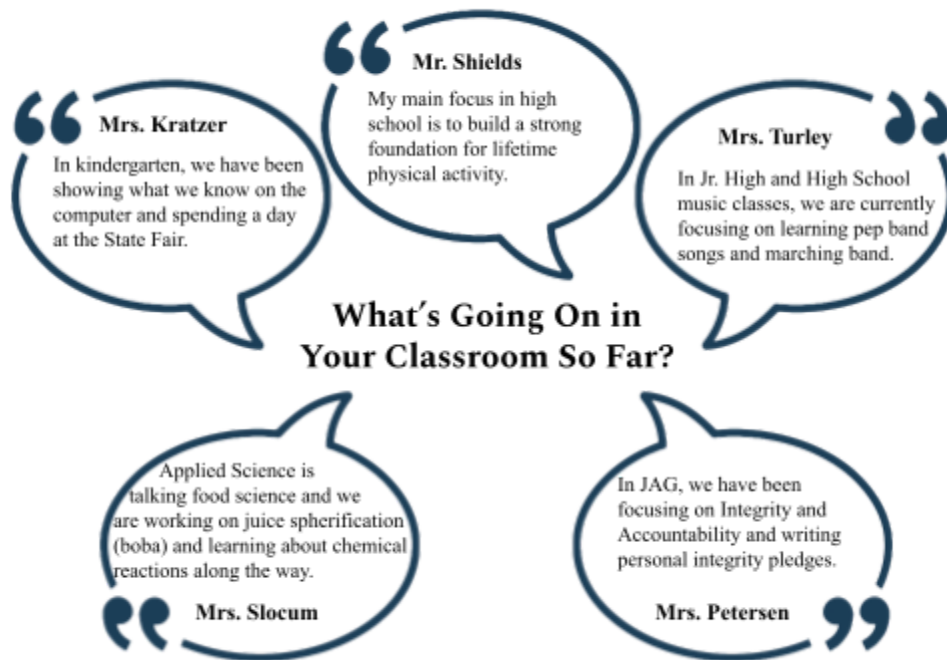 Mr. Shields
My main focus in high
school is to build a strong
foundation for lifetime
physical activity.
Mrs. Kratzer
In kindergarten, we have been
showing what we know on the
computer and spending a day
at the State Fair.
Mrs. Turley
In Jr. High and High School
music classes, we are currently
focusing on learning pep band
songs and marching band.
What's Going On in
Your Classroom So Far?
Applied Science is
talking food science and we
are working on juice spherification
(boba) and learning about chemical
reactions along the way.
Mrs. Slocum
In JAG, we have been
focusing on Integrity and
Accountability and writing
personal integrity pledges.
Mrs. Petersen